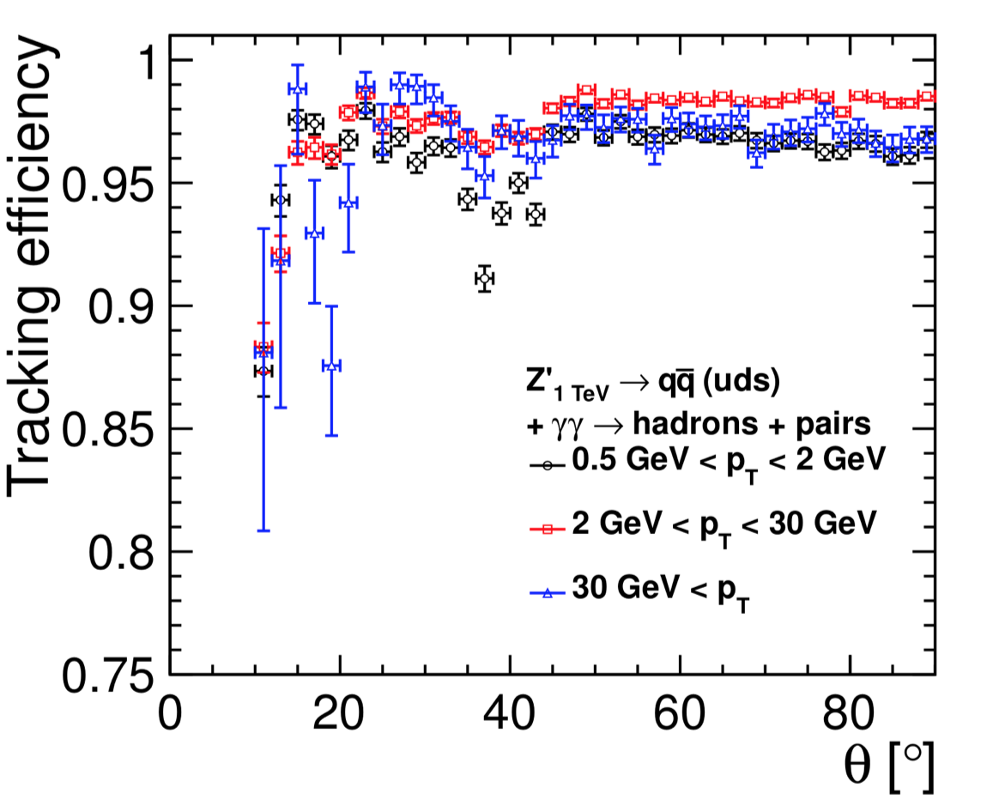 Tracking efficiency
1
0.95
0.9
0.85
0.8
0.75
0 20 40 60 80
θ [°]
Z'1 TeV → qq̅ (uds)
+ γγ → hadrons + pairs
0.5 GeV < pT < 2 GeV
2 GeV < pT < 30 GeV
30 GeV < pT